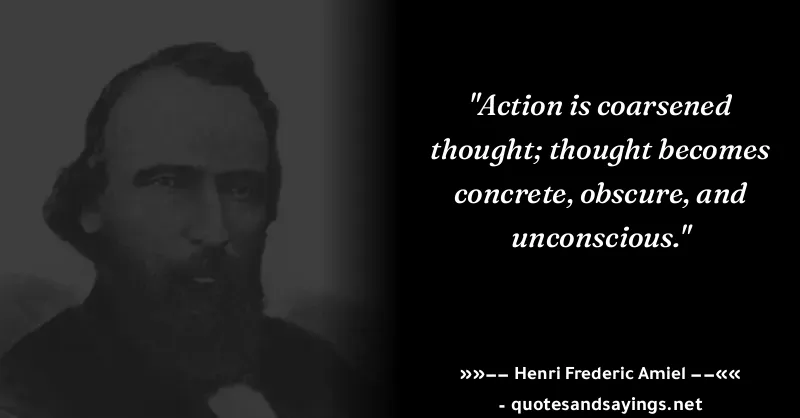 "Action is coarsened
thought; thought becomes
concrete, obscure, and
unconscious."
»»–– Henri Frederic Amiel ––««
- quotesandsayings.net